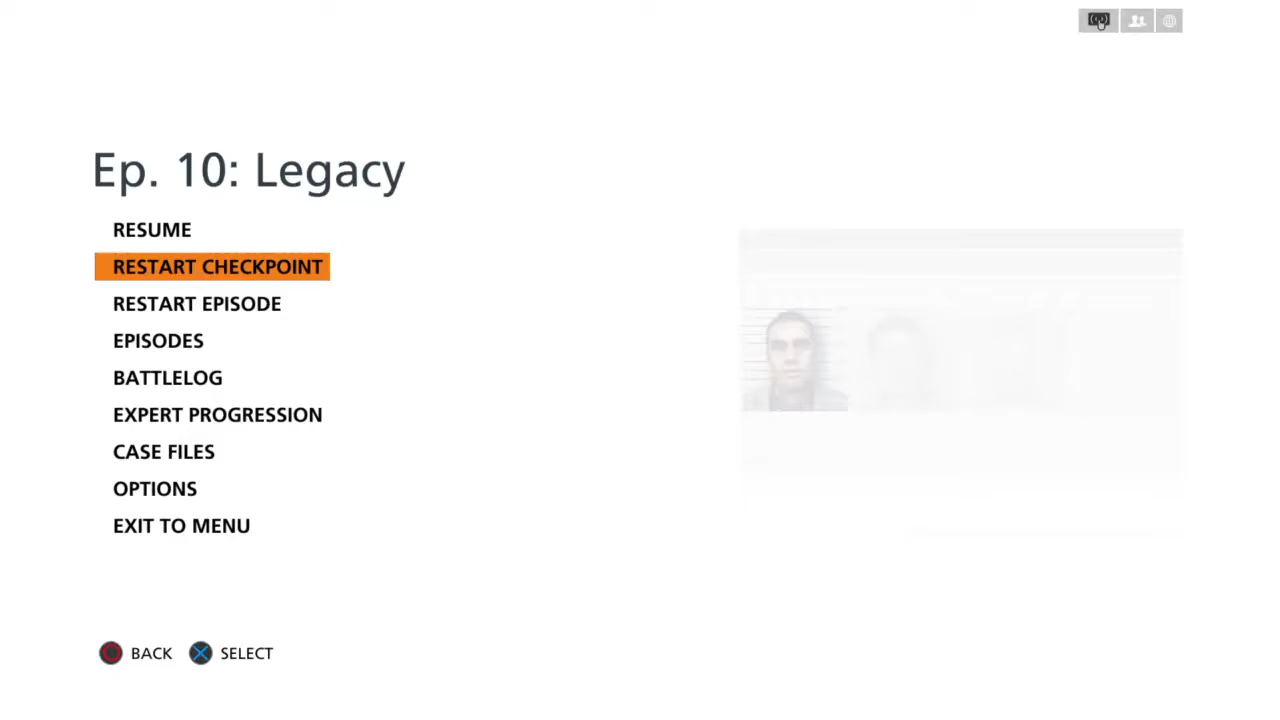 Ep. 10: Legacy
RESUME
RESTART CHECKPOINT
RESTART EPISODE
EPISODES
BATTLELOG
EXPERT PROGRESSION
CASE FILES
OPTIONS
EXIT TO MENU
BACK SELECT